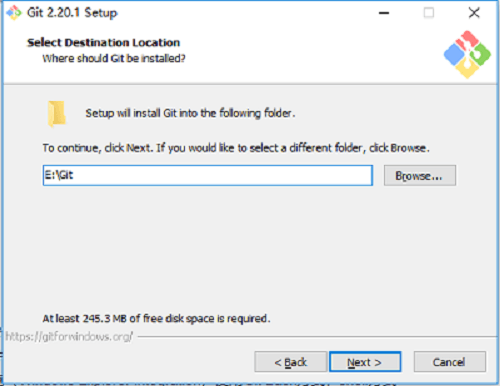 Git 2.20.1 Setup
Select Destination Location
Where should Git be installed?
Setup will install Git into the following folder.
To continue, click Next. If you would like to select a different folder, click Browse.
E:\Git
Browse...
At least 245.3 MB of free disk space is required.
https://gitforwindows.org/
< Back
Next >
Cancel